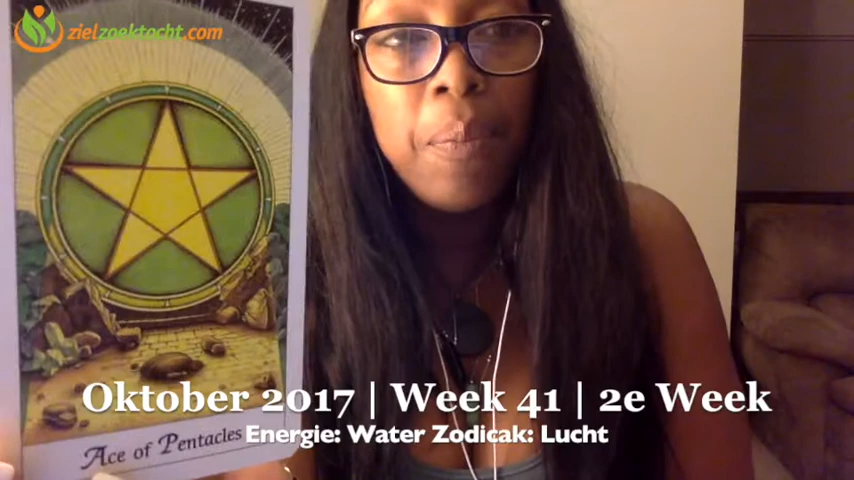 zielzoektocht.com
Oktober 2017 | Week 41 | 2e Week
Energie: Water Zodicak: Lucht
Ace of Pentacles